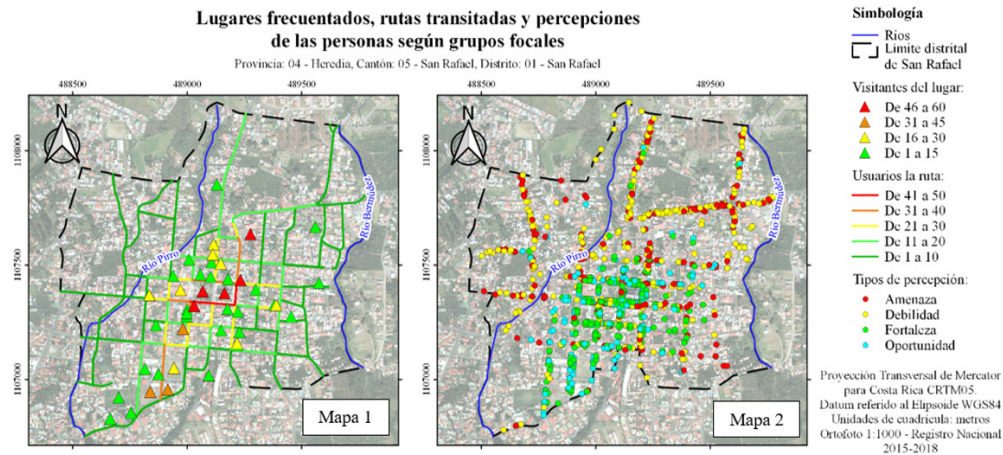 Lugares frecuentados, rutas transitadas y percepciones
de las personas según grupos focales
Provincia: 04 - Heredia, Cantón: 05 - San Rafael, Distrito: 01 - San Rafael
488500
489000
489500
N
1108000
1107500
1107000
Río Pirro
Río Bermúdez
Mapa 1
488500
489000
489500
N
1108000
1107500
1107000
Río Pirro
Río Bermúdez
Mapa 2
Simbología
Ríos
Límite distrital
de San Rafael
Visitantes del lugar:
De 46 a 60
De 31 a 45
De 16 a 30
De 1 a 15
Usuarios la ruta:
De 41 a 50
De 31 a 40
De 21 a 30
De 11 a 20
De 1 a 10
Tipos de percepción:
Amenaza
Debilidad
Fortaleza
Oportunidad
Proyección Transversal de Mercator
para Costa Rica CRTM05.
Datum referido al Elipsoide WGS84
Unidades de cuadrícula: metros
Ortofoto 1:1000 - Registro Nacional
2015-2018